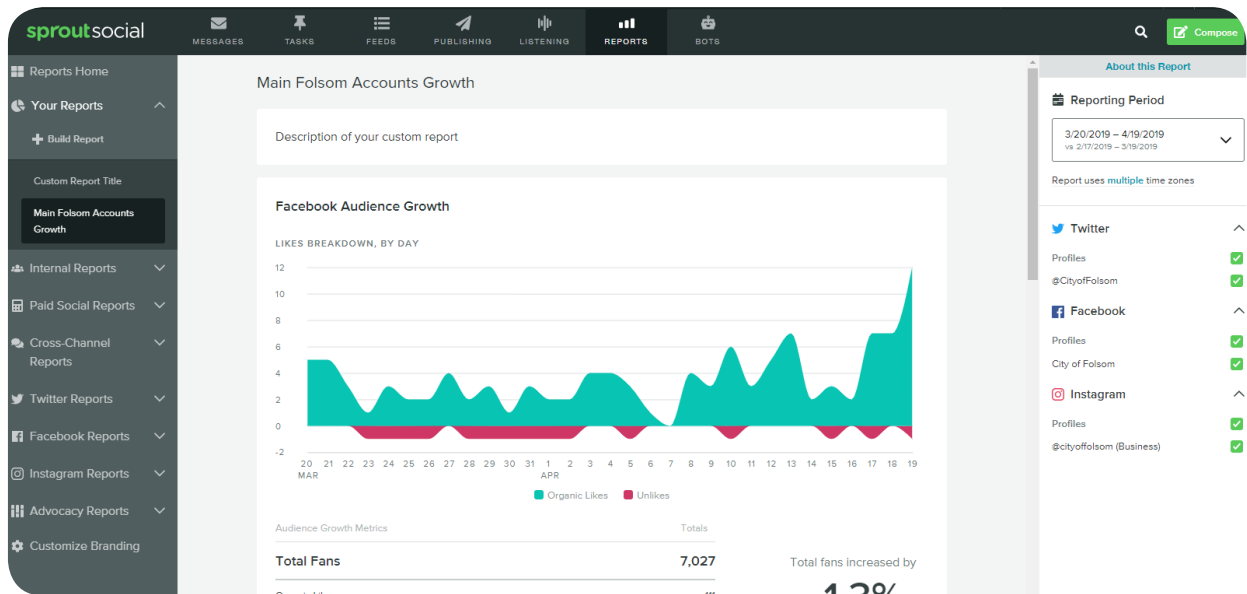 sproutsocial
MESSAGES
TASKS
FEEDS
PUBLISHING
LISTENING
REPORTS
BOTS
Compose
Reports Home
Your Reports
Build Report
Custom Report Title
Main Folsom Accounts
Growth
Internal Reports
Paid Social Reports
Cross-Channel
Reports
Twitter Reports
Facebook Reports
Instagram Reports
Advocacy Reports
Customize Branding
Main Folsom Accounts Growth
Description of your custom report
Facebook Audience Growth
LIKES BREAKDOWN, BY DAY
12
10
8
6
4
2
0
-2
20 21 22 23 24 25 26 27 28 29 30 31 1 2 3 4 5 6 7 8 9 10 11 12 13 14 15 16 17 18 19
MAR APR
Organic Likes Unlikes
Audience Growth Metrics Totals
Total Fans 7,027
Total fans increased by
About this Report
Reporting Period
3/20/2019 – 4/19/2019
vs 2/17/2019 – 3/19/2019
Report uses multiple time zones
Twitter
Profiles
@CityofFolsom
Facebook
Profiles
City of Folsom
Instagram
Profiles
@cityoffolsom (Business)